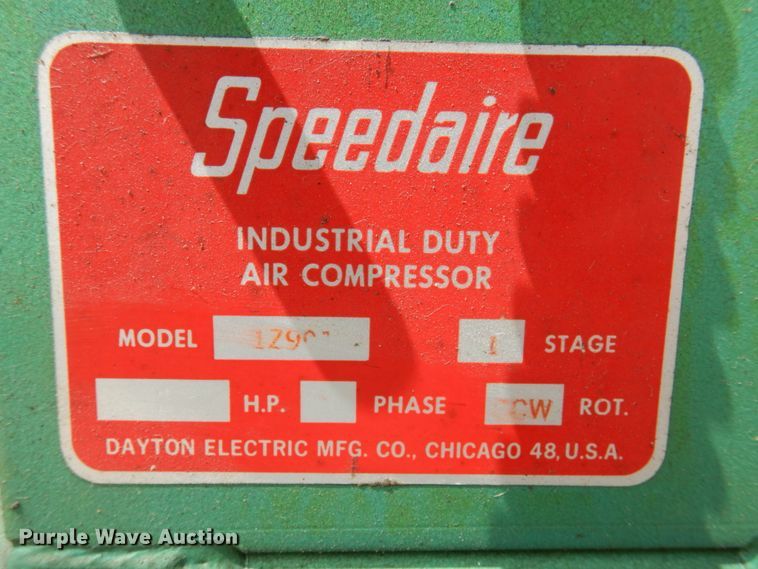 Speedaire
INDUSTRIAL DUTY
AIR COMPRESSOR
MODEL 1 STAGE
H.P. PHASE CW ROT.
DAYTON ELECTRIC MFG. CO., CHICAGO 48, U.S.A.
Purple Wave Auction